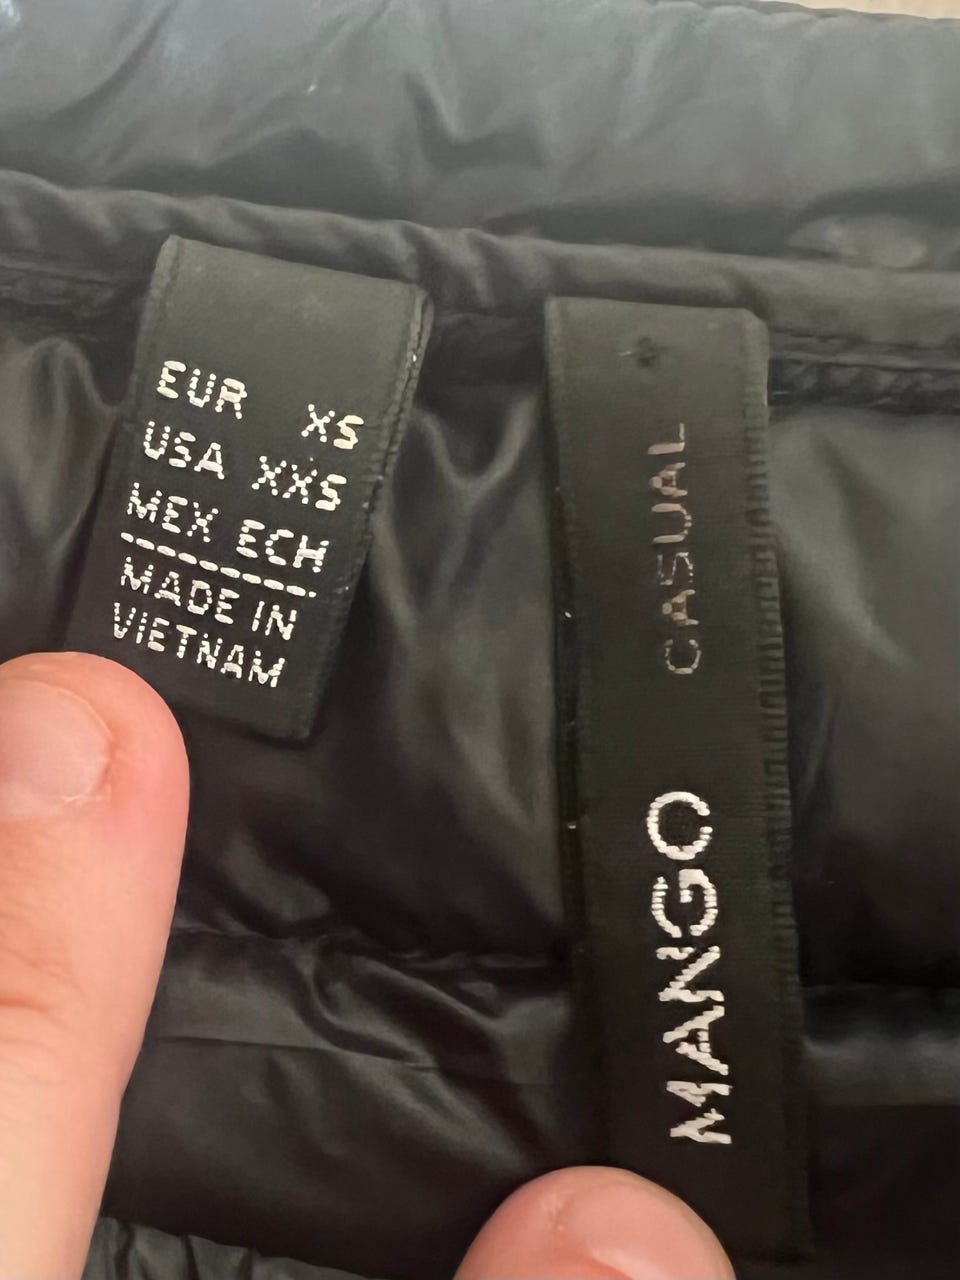 EUR XS
USA XXS
MEX ECH
MADE IN
VIETNAM
MANGO CASUAL